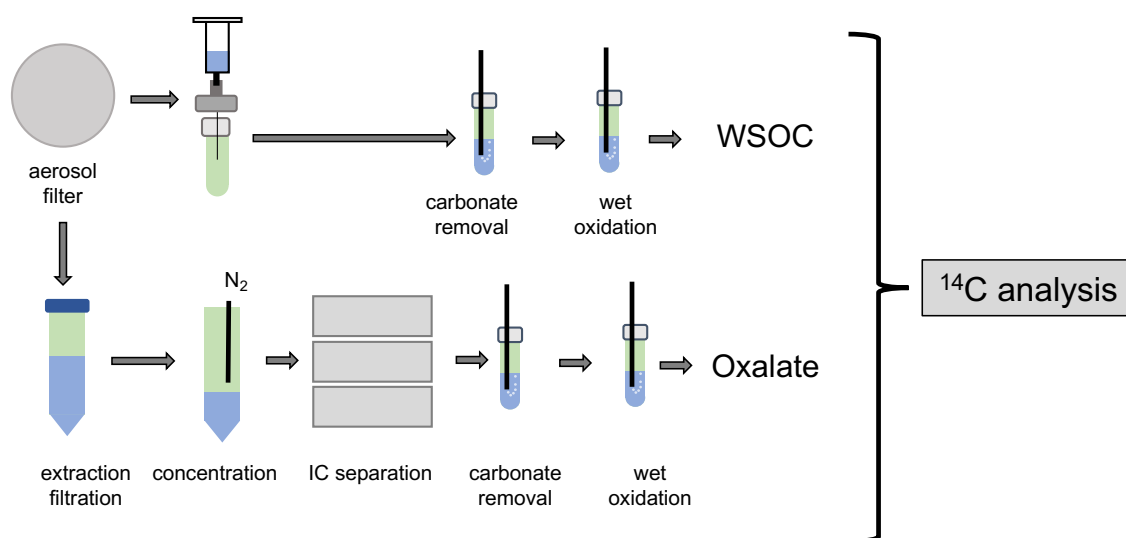 aerosol
filter
carbonate
removal
wet
oxidation
WSOC
N₂
extraction
filtration
concentration
IC separation
carbonate
removal
wet
oxidation
Oxalate
¹⁴C analysis